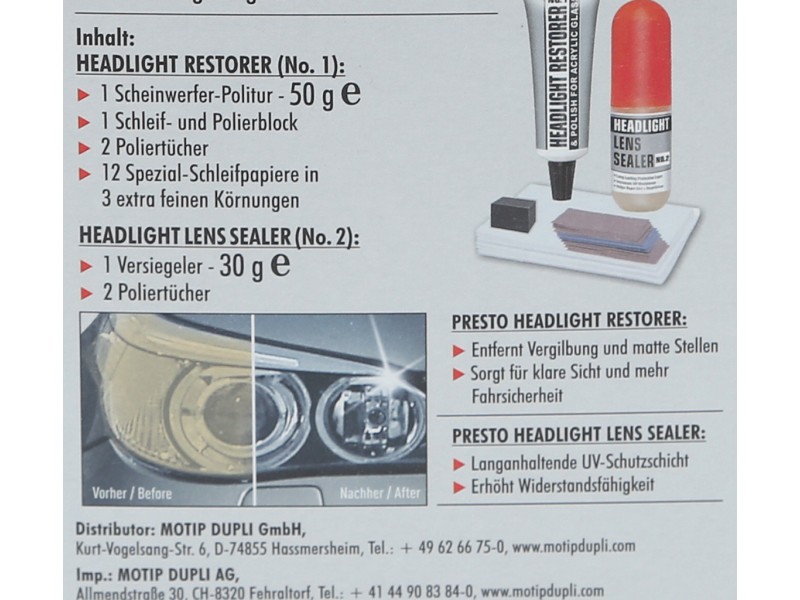 Inhalt:
HEADLIGHT RESTORER (No. 1):
▶ 1 Scheinwerfer-Politur - 50 g e
▶ 1 Schleif- und Polierblock
▶ 2 Poliertücher
▶ 12 Spezial-Schleifpapiere in
3 extra feinen Körnungen
HEADLIGHT LENS SEALER (No. 2):
▶ 1 Versiegeler - 30 g e
▶ 2 Poliertücher
HEADLIGHT RESTORER
& POLISH FOR ACRYLIC GLASS
HEADLIGHT
LENS
SEALER NR.2
Vorher / Before
Nachher / After
PRESTO HEADLIGHT RESTORER:
▶ Entfernt Vergilbung und matte Stellen
▶ Sorgt für klare Sicht und mehr
Fahrsicherheit
PRESTO HEADLIGHT LENS SEALER:
▶ Langanhaltende UV-Schutzschicht
▶ Erhöht Widerstandsfähigkeit
Distributor: MOTIP DUPLI GmbH,
Kurt-Vogelsang-Str. 6, D-74855 Hassmersheim, Tel.: + 49 62 66 75-0, www.motipdupli.com
Imp.: MOTIP DUPLI AG,
Allmendstraße 30, CH-8320 Fehraltorf, Tel.: + 41 44 90 83 84-0, www.motipdupli.com